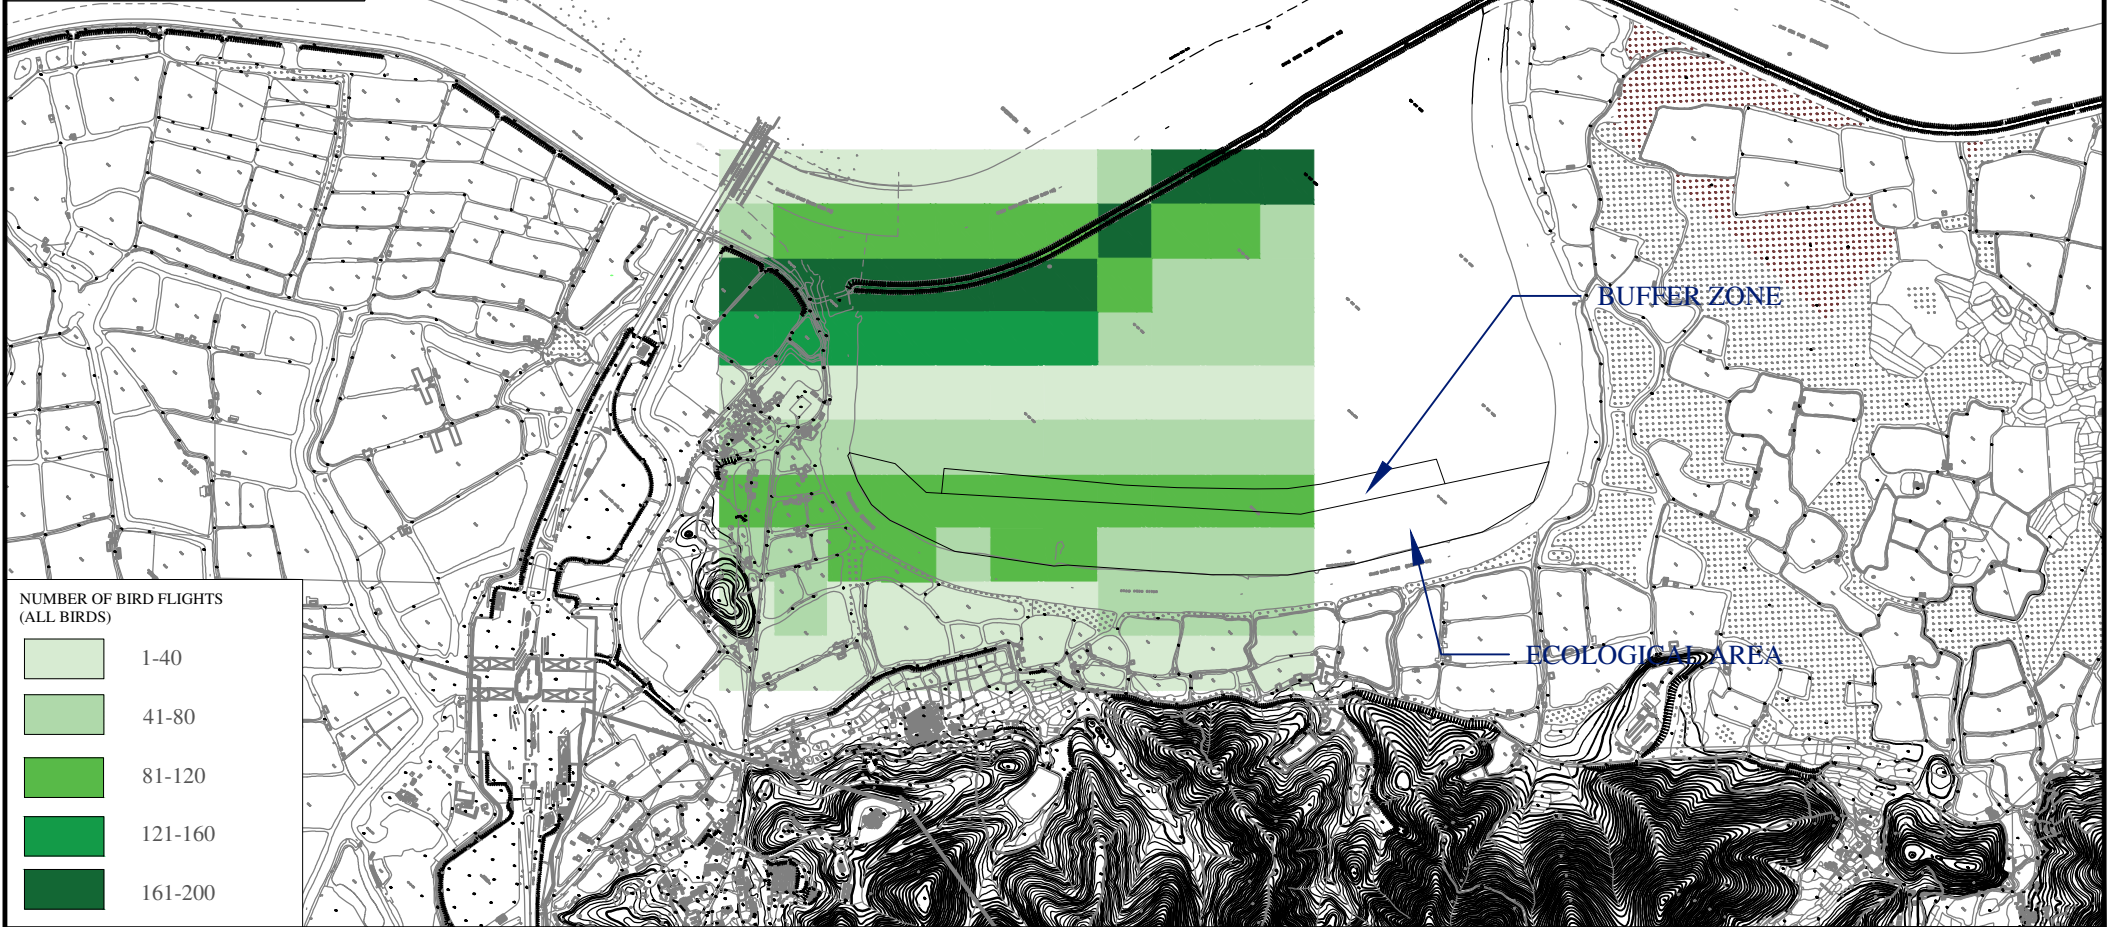 BUFFER ZONE
ECOLOGICAL AREA
NUMBER OF BIRD FLIGHTS
(ALL BIRDS)
1-40
41-80
81-120
121-160
161-200